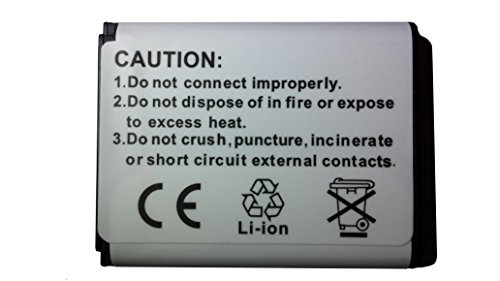 CAUTION:
1.Do not connect improperly.
2.Do not dispose of in fire or expose
to excess heat.
3.Do not crush, puncture, incinerate
or short circuit external contacts.
CE
Li-ion